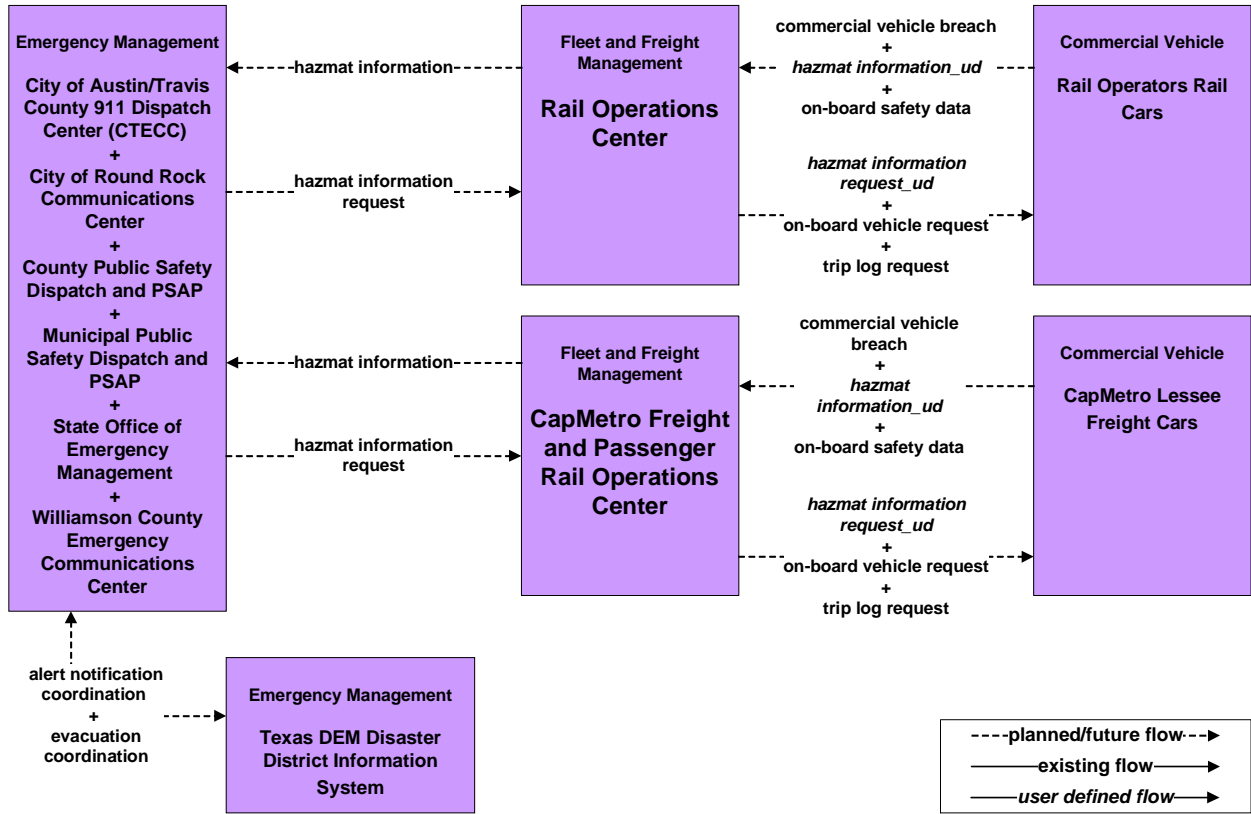 Emergency Management
City of Austin/Travis
County 911 Dispatch
Center (CTECC)
+
City of Round Rock
Communications
Center
+
County Public Safety
Dispatch and PSAP
+
Municipal Public
Safety Dispatch and
PSAP
+
State Office of
Emergency
Management
+
Williamson County
Emergency
Communications
Center
hazmat information
hazmat information
request
Fleet and Freight
Management
Rail Operations
Center
commercial vehicle breach
+
hazmat information_ud
+
on-board safety data
hazmat information
request_ud
+
on-board vehicle request
+
trip log request
Commercial Vehicle
Rail Operators Rail
Cars
hazmat information
hazmat information
request
Fleet and Freight
Management
CapMetro Freight
and Passenger
Rail Operations
Center
commercial vehicle
breach
+
hazmat
information_ud
+
on-board safety data
hazmat information
request_ud
+
on-board vehicle request
+
trip log request
Commercial Vehicle
CapMetro Lessee
Freight Cars
alert notification
coordination
+
evacuation
coordination
Emergency Management
Texas DEM Disaster
District Information
System
planned/future flow
existing flow
user defined flow